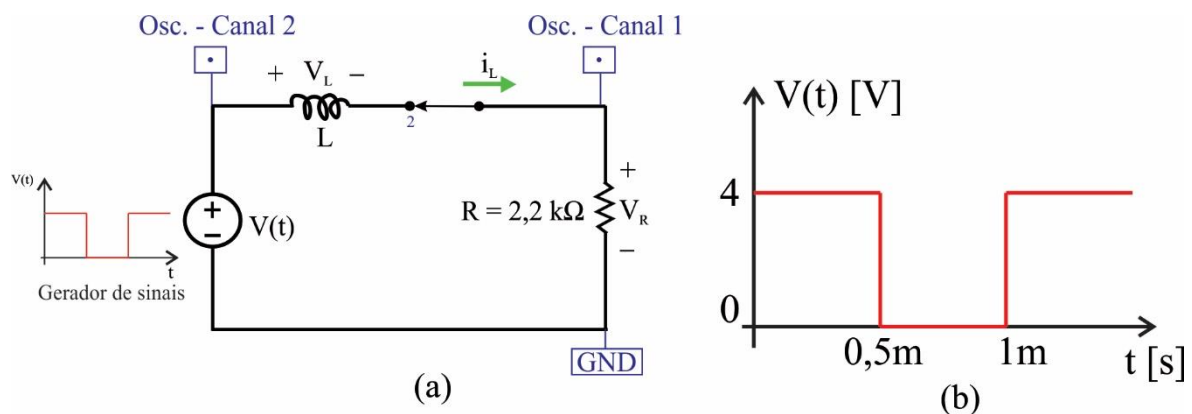 Osc. - Canal 2
Osc. - Canal 1
+ V_L −
i_L
L
2
V(t)
t
Gerador de sinais
+
−
V(t)
R = 2,2 kΩ
+
V_R
−
GND
(a)
V(t) [V]
4
0
0,5m
1m
t [s]
(b)